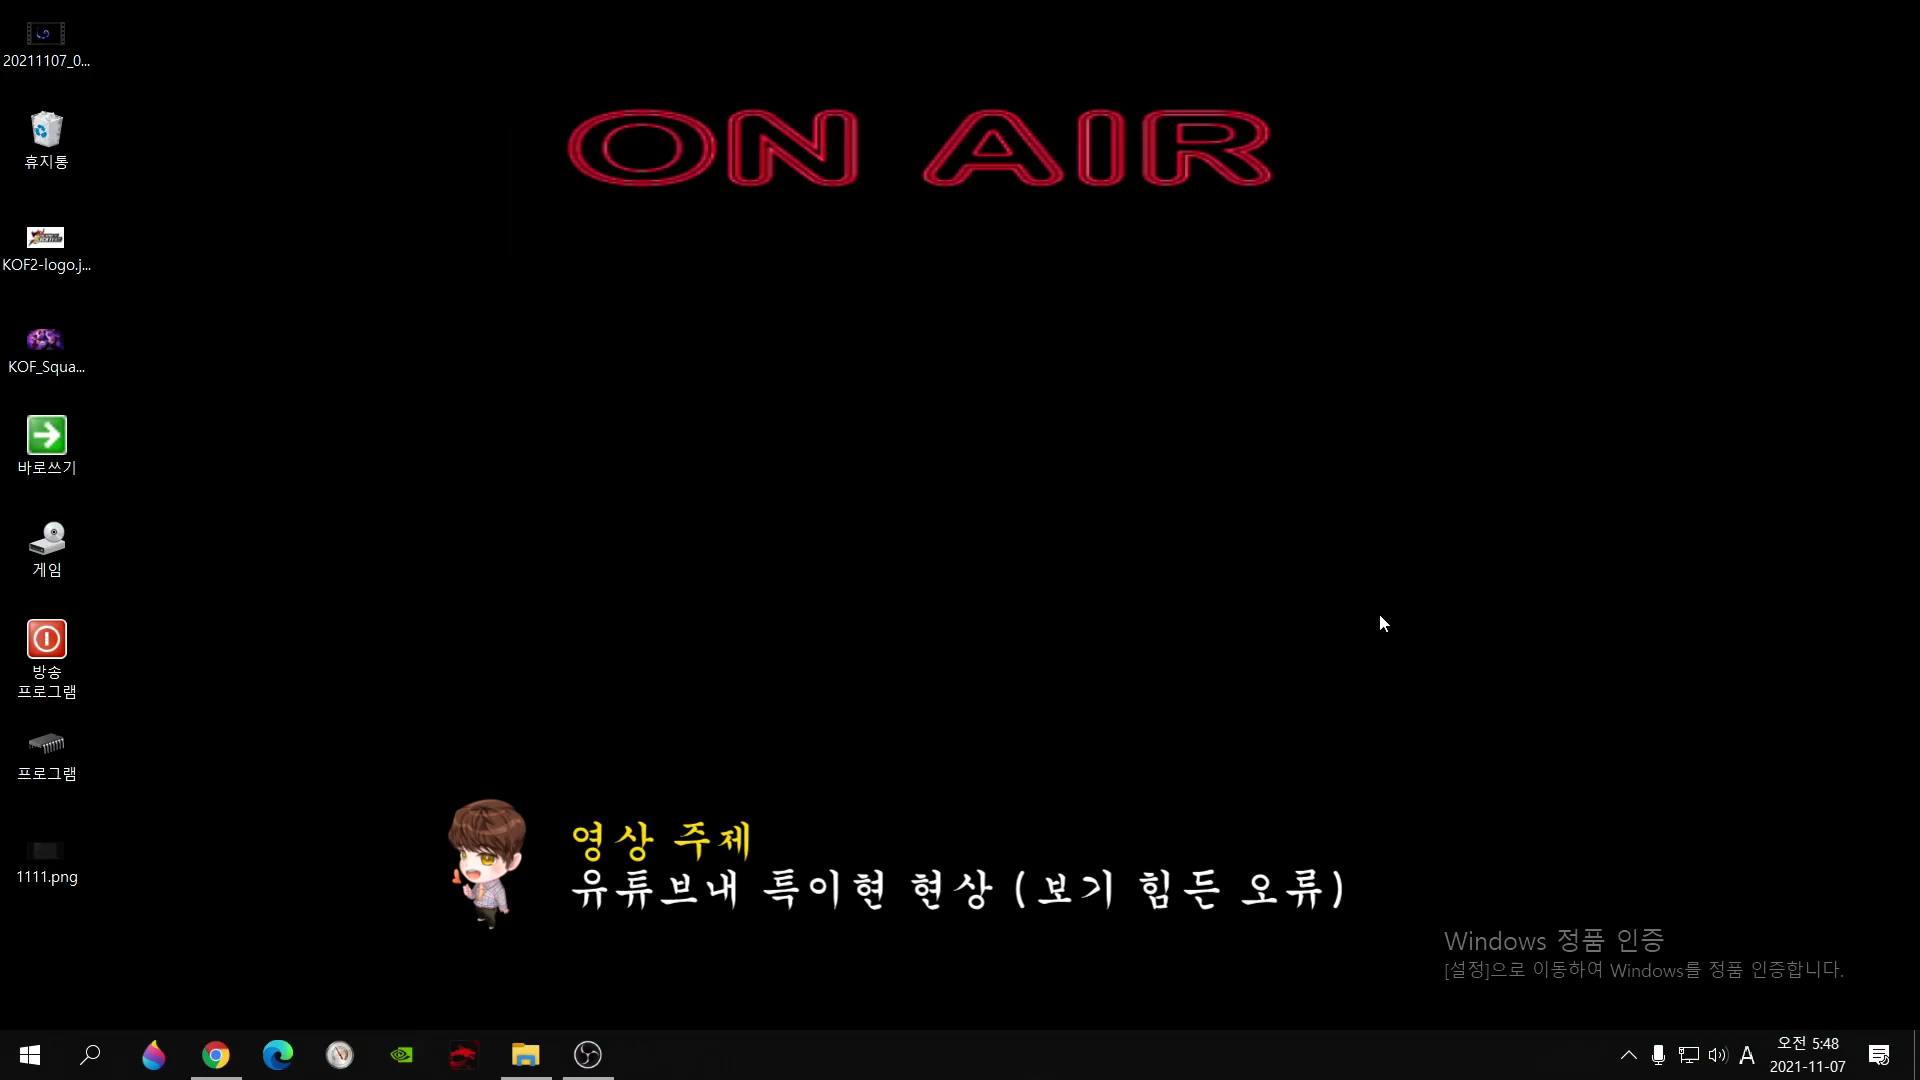 20211107_0...
휴지통
KOF2-logo.j...
KOF_Squa...
바로쓰기
게임
방송
프로그램
프로그램
1111.png
ON AIR
영상 주제
유튜브내 특이현 현상 (보기 힘든 오류)
Windows 정품 인증
[설정]으로 이동하여 Windows를 정품 인증합니다.
A
오전 5:48
2021-11-07